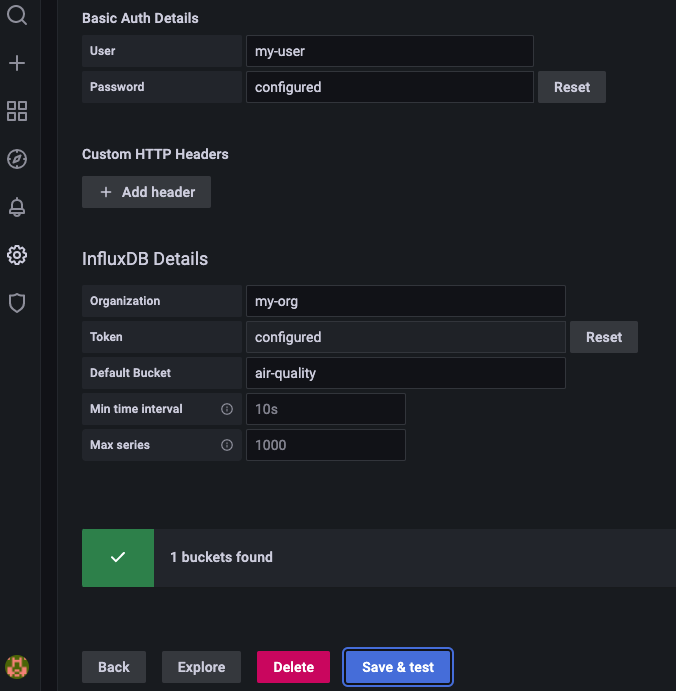 Basic Auth Details
User my-user
Password configured Reset
Custom HTTP Headers
+ Add header
InfluxDB Details
Organization my-org
Token configured Reset
Default Bucket air-quality
Min time interval 10s
Max series 1000
1 buckets found
Back Explore Delete Save & test